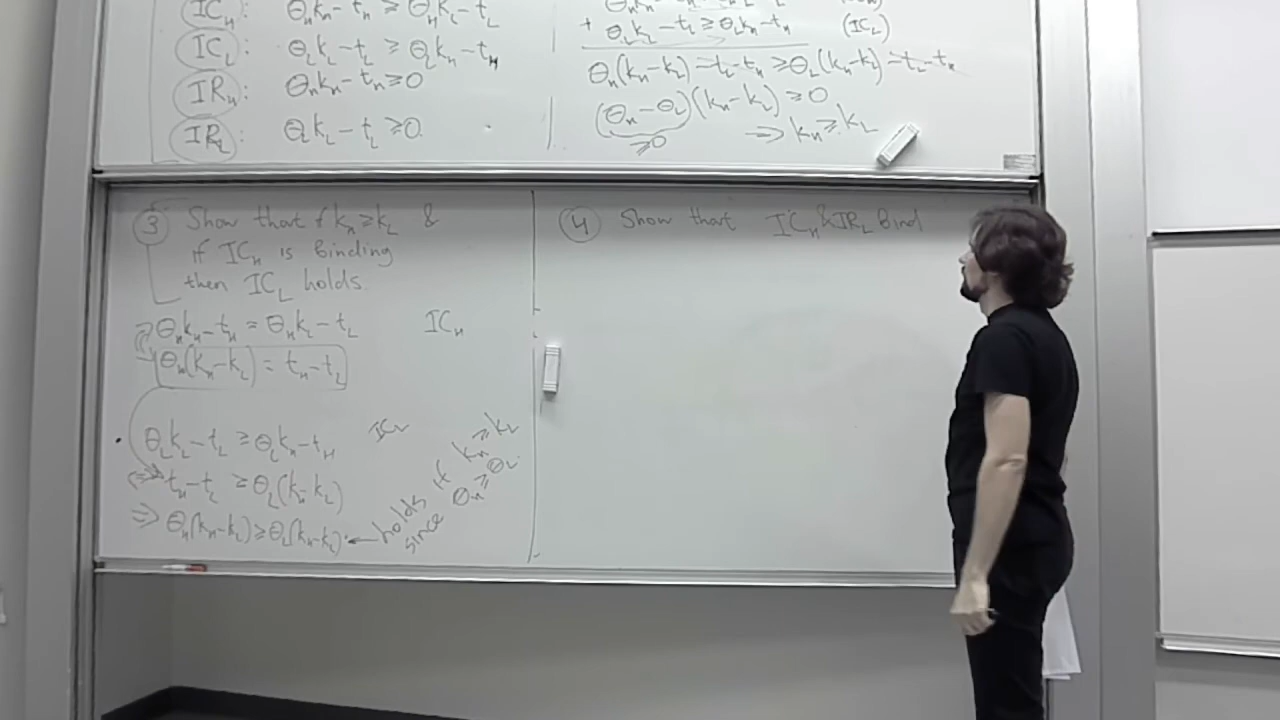 IC_H: θ_H k_H − t_H ≥ θ_H k_L − t_L
IC_L: θ_L k_L − t_L ≥ θ_L k_H − t_H
IR_H: θ_H k_H − t_H ≥ 0
IR_L: θ_L k_L − t_L ≥ 0.
+ θ_L k_L − t_L ≥ θ_L k_H − t_H (IC_L)
θ_H(k_H − k_L) − t_L − t_H ≥ θ_L(k_H − k_L) − t_L − t_H
(θ_H − θ_L)(k_H − k_L) ≥ 0
≥0 ⇒ k_H ≥ k_L
③ Show that if k_H ≥ k_L &
if IC_H is Binding
then IC_L holds.
θ_H k_H − t_H = θ_H k_L − t_L IC_H
θ_H(k_H − k_L) = t_H − t_L
θ_L k_L − t_L ≥ θ_L k_H − t_H IC_L
⇔ t_H − t_L ≥ θ_L(k_H − k_L)
⇒ θ_H(k_H − k_L) ≥ θ_L(k_H − k_L) ← holds if k_H ≥ k_L
since θ_H ≥ θ_L
④ Show that IC_H & IR_L Bind